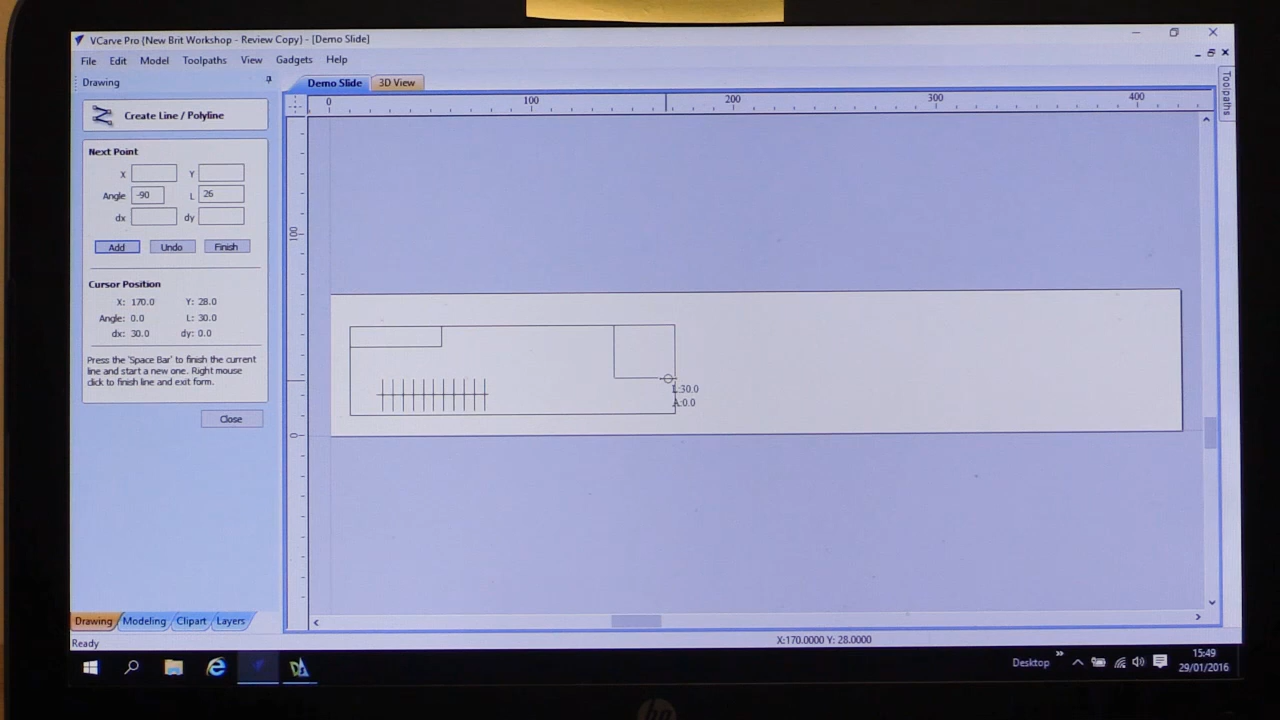 VCarve Pro {New Brit Workshop - Review Copy} - [Demo Slide]
File Edit Model Toolpaths View Gadgets Help
Drawing
Demo Slide 3D View
Toolpaths
Create Line / Polyline
0 100 200 300 400
Next Point
X Y
Angle -90 L 26
dx dy
Add Undo Finish
100
Cursor Position
X: 170.0 Y: 28.0
Angle: 0.0 L: 30.0
dx: 30.0 dy: 0.0
Press the 'Space Bar' to finish the current
line and start a new one. Right mouse
click to finish line and exit form.
Close
L:30.0
A:0.0
0
Drawing Modeling Clipart Layers
Ready
X:170.0000 Y: 28.0000
Desktop
15:49
29/01/2016
hp